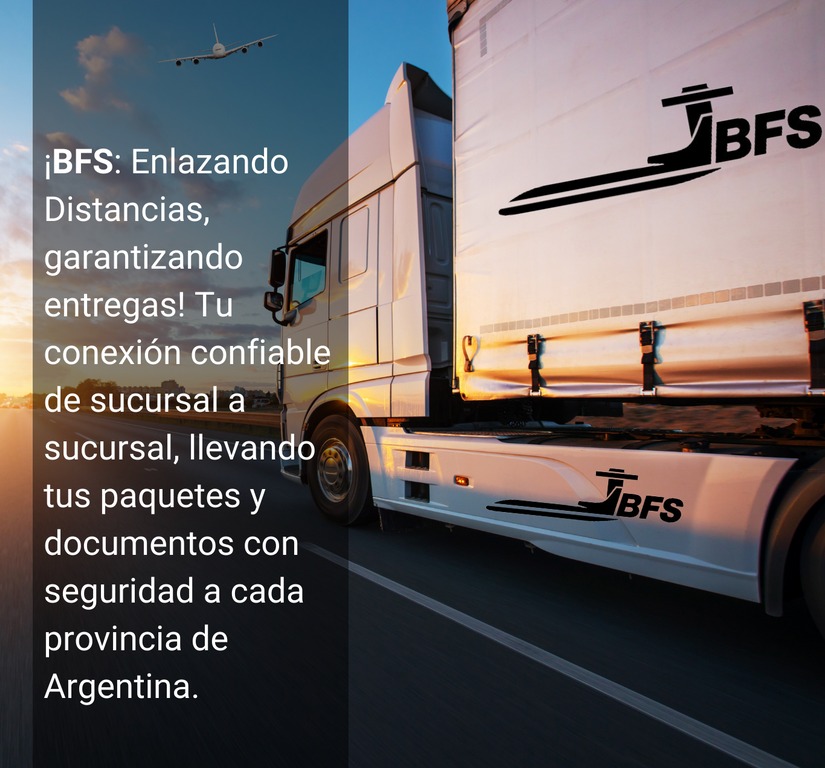 ¡BFS: Enlazando
Distancias,
garantizando
entregas! Tu
conexión confiable
de sucursal a
sucursal, llevando
tus paquetes y
documentos con
seguridad a cada
provincia de
Argentina.
BFS
BFS